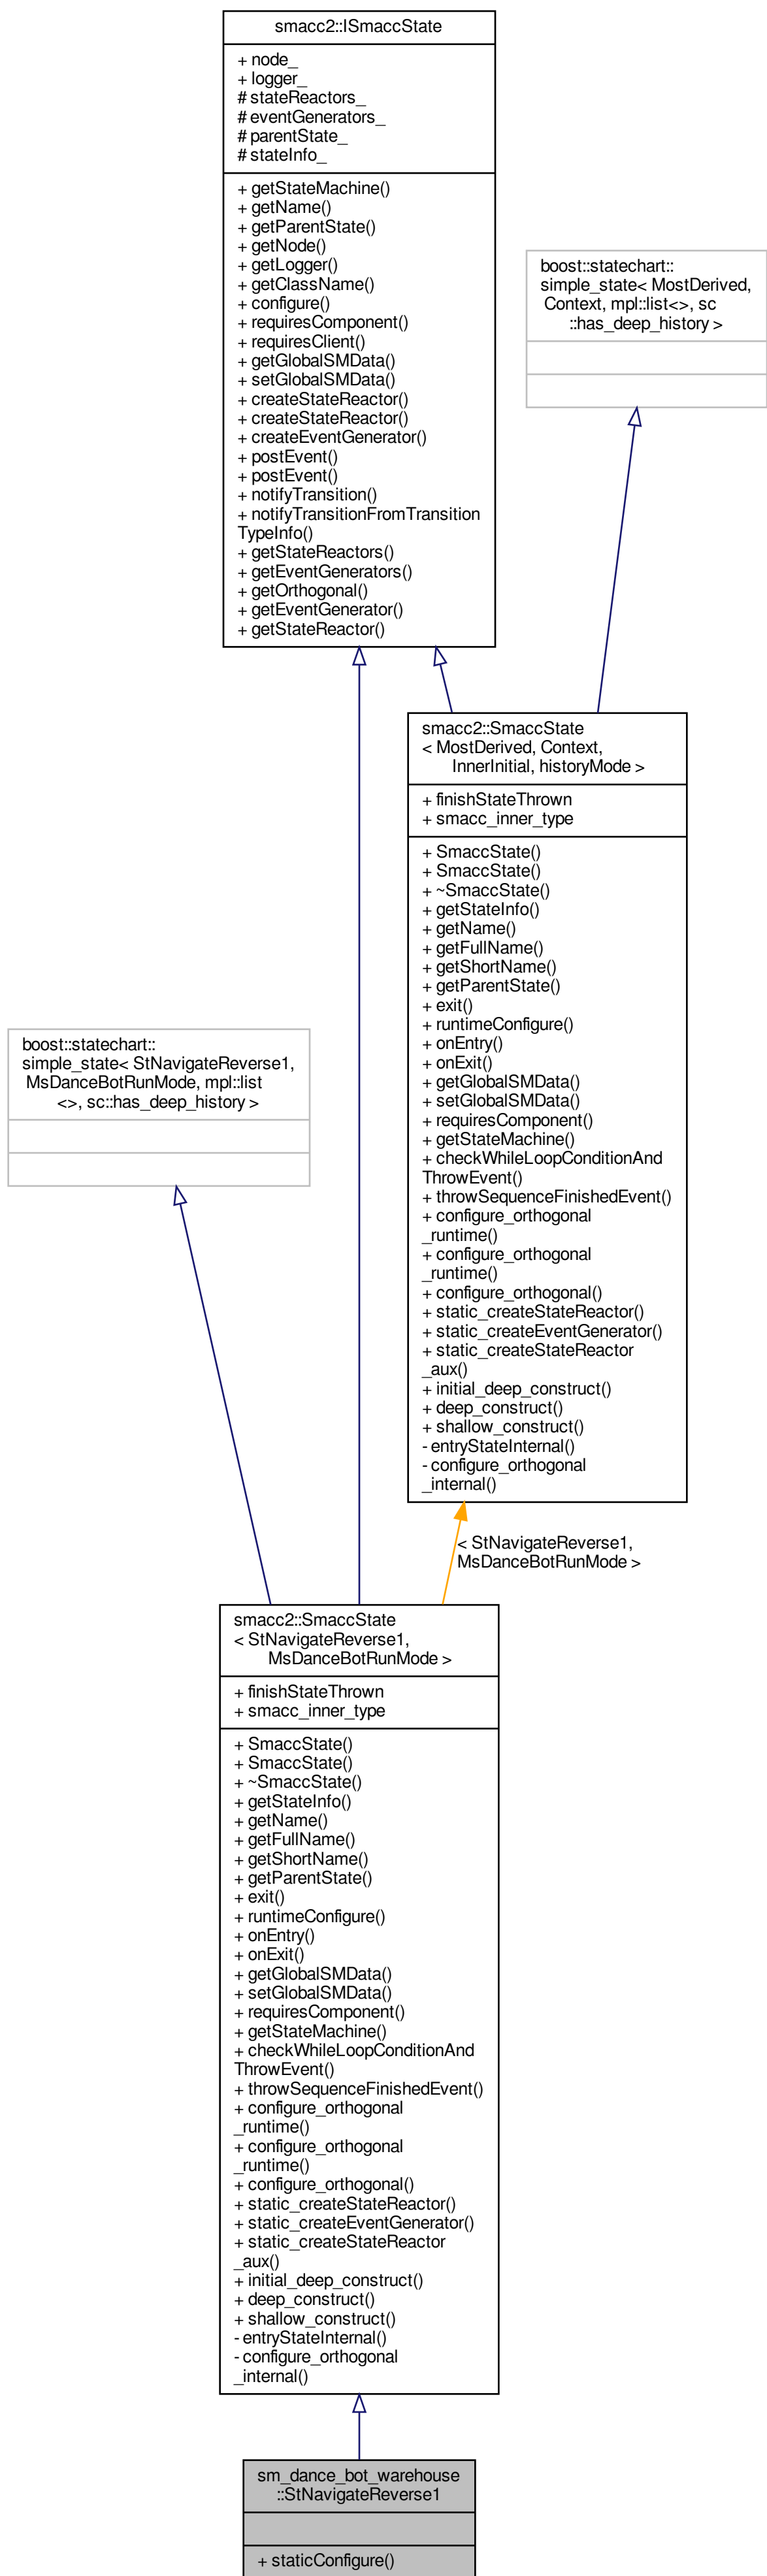 smacc2::ISmaccState
+ node_
+ logger_
# stateReactors_
# eventGenerators_
# parentState_
# stateInfo_
+ getStateMachine()
+ getName()
+ getParentState()
+ getNode()
+ getLogger()
+ getClassName()
+ configure()
+ requiresComponent()
+ requiresClient()
+ getGlobalSMData()
+ setGlobalSMData()
+ createStateReactor()
+ createStateReactor()
+ createEventGenerator()
+ postEvent()
+ postEvent()
+ notifyTransition()
+ notifyTransitionFromTransition
TypeInfo()
+ getStateReactors()
+ getEventGenerators()
+ getOrthogonal()
+ getEventGenerator()
+ getStateReactor()
boost::statechart::
simple_state< MostDerived,
Context, mpl::list<>, sc
::has_deep_history >
smacc2::SmaccState
< MostDerived, Context,
InnerInitial, historyMode >
+ finishStateThrown
+ smacc_inner_type
+ SmaccState()
+ SmaccState()
+ ~SmaccState()
+ getStateInfo()
+ getName()
+ getFullName()
+ getShortName()
+ getParentState()
+ exit()
+ runtimeConfigure()
+ onEntry()
+ onExit()
+ getGlobalSMData()
+ setGlobalSMData()
+ requiresComponent()
+ getStateMachine()
+ checkWhileLoopConditionAnd
ThrowEvent()
+ throwSequenceFinishedEvent()
+ configure_orthogonal
_runtime()
+ configure_orthogonal
_runtime()
+ configure_orthogonal()
+ static_createStateReactor()
+ static_createEventGenerator()
+ static_createStateReactor
_aux()
+ initial_deep_construct()
+ deep_construct()
+ shallow_construct()
- entryStateInternal()
- configure_orthogonal
_internal()
boost::statechart::
simple_state< StNavigateReverse1,
MsDanceBotRunMode, mpl::list
<>, sc::has_deep_history >
< StNavigateReverse1,
MsDanceBotRunMode >
smacc2::SmaccState
< StNavigateReverse1,
MsDanceBotRunMode >
+ finishStateThrown
+ smacc_inner_type
+ SmaccState()
+ SmaccState()
+ ~SmaccState()
+ getStateInfo()
+ getName()
+ getFullName()
+ getShortName()
+ getParentState()
+ exit()
+ runtimeConfigure()
+ onEntry()
+ onExit()
+ getGlobalSMData()
+ setGlobalSMData()
+ requiresComponent()
+ getStateMachine()
+ checkWhileLoopConditionAnd
ThrowEvent()
+ throwSequenceFinishedEvent()
+ configure_orthogonal
_runtime()
+ configure_orthogonal
_runtime()
+ configure_orthogonal()
+ static_createStateReactor()
+ static_createEventGenerator()
+ static_createStateReactor
_aux()
+ initial_deep_construct()
+ deep_construct()
+ shallow_construct()
- entryStateInternal()
- configure_orthogonal
_internal()
sm_dance_bot_warehouse
::StNavigateReverse1
+ staticConfigure()